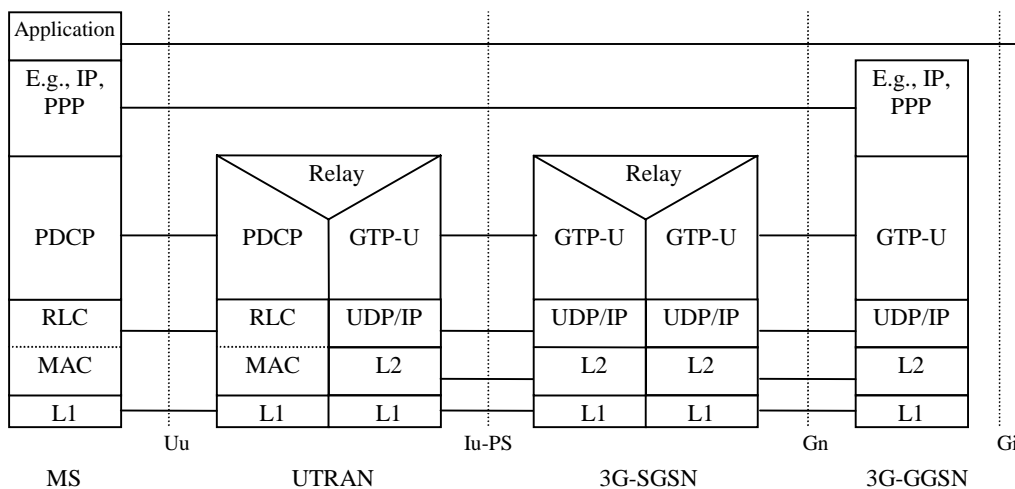 Application
E.g., IP,
PPP
E.g., IP,
PPP
Relay
Relay
PDCP
PDCP
GTP-U
GTP-U
GTP-U
GTP-U
RLC
RLC
UDP/IP
UDP/IP
UDP/IP
UDP/IP
MAC
MAC
L2
L2
L2
L2
L1
L1
L1
L1
L1
L1
Uu
Iu-PS
Gn
Gi
MS
UTRAN
3G-SGSN
3G-GGSN